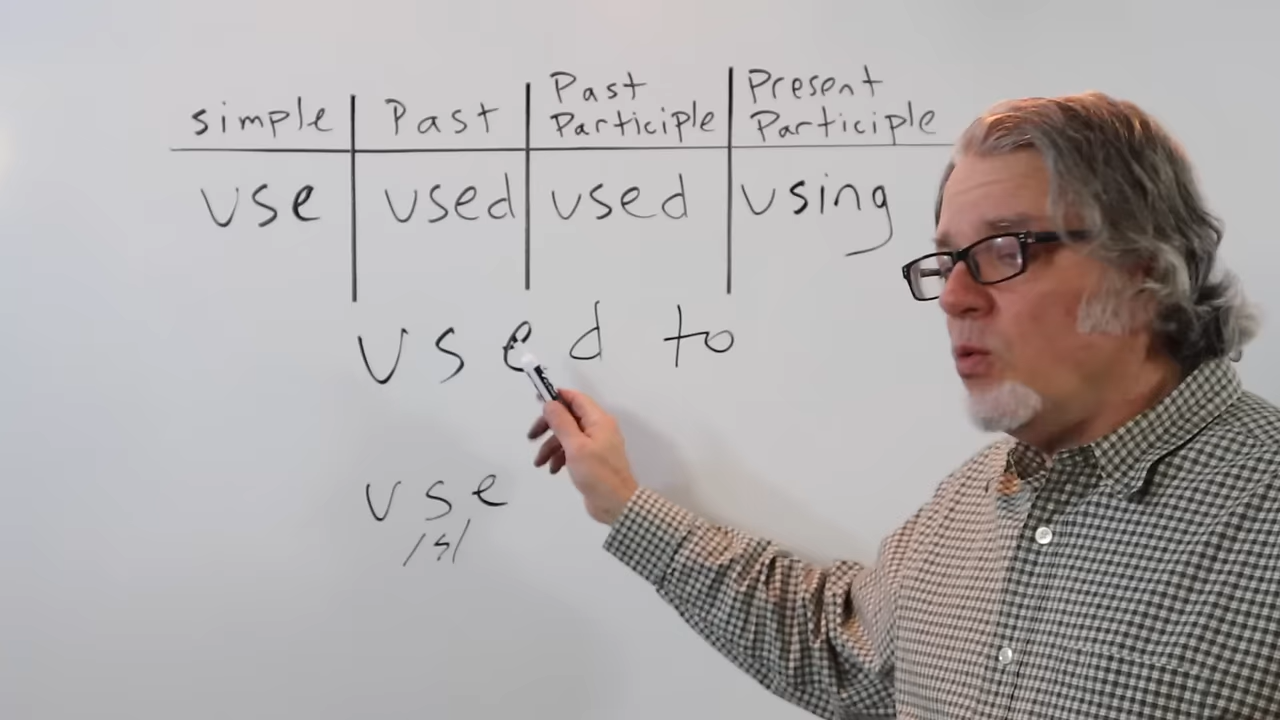 simple Past Past Participle Present Participle
use used used using
used to
use
/s/